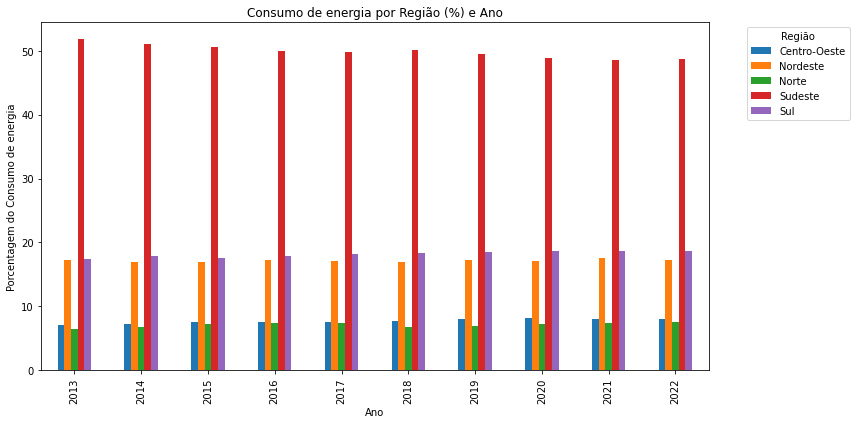 Consumo de energia por Região (%) e Ano
Porcentagem do Consumo de energia
50
40
30
20
10
0
2013
2014
2015
2016
2017
2018
2019
2020
2021
2022
Ano
Região
Centro-Oeste
Nordeste
Norte
Sudeste
Sul